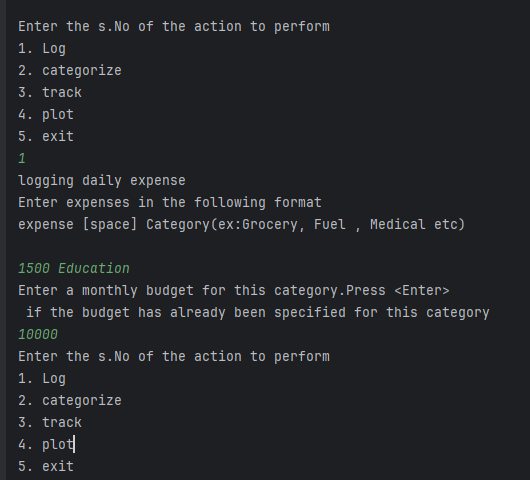 Enter the s.No of the action to perform
1. Log
2. categorize
3. track
4. plot
5. exit
1
logging daily expense
Enter expenses in the following format
expense [space] Category(ex:Grocery, Fuel , Medical etc)
1500 Education
Enter a monthly budget for this category.Press <Enter>
 if the budget has already been specified for this category
10000
Enter the s.No of the action to perform
1. Log
2. categorize
3. track
4. plot
5. exit